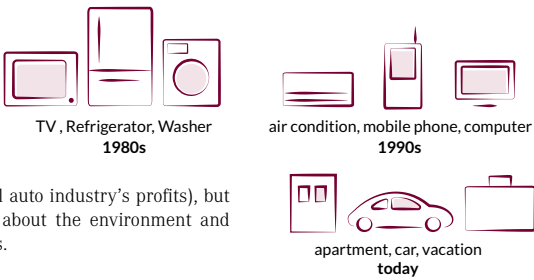 TV , Refrigerator, Washer
1980s
air condition, mobile phone, computer
1990s
auto industry's profits), but
about the environment and
apartment, car, vacation
today